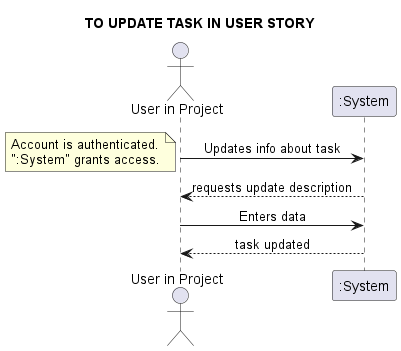 TO UPDATE TASK IN USER STORY
User in Project
:System
Account is authenticated.
":System" grants access.
Updates info about task
requests update description
Enters data
task updated
User in Project
:System